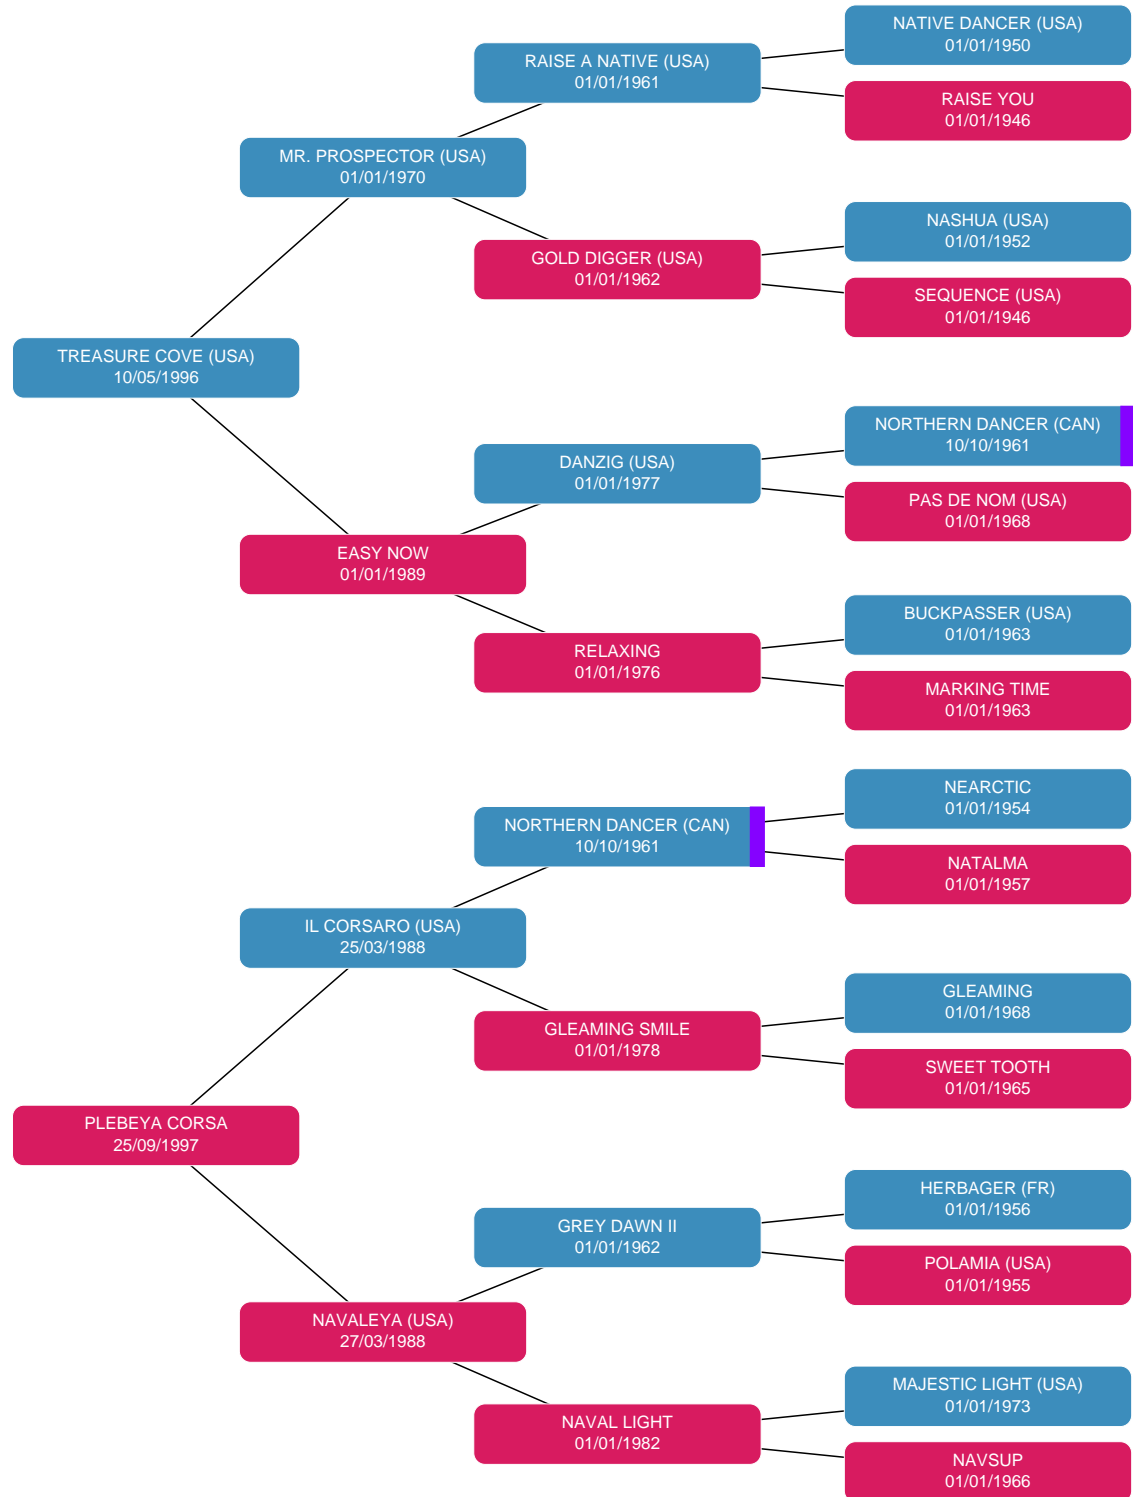 NATIVE DANCER (USA)
01/01/1950
RAISE A NATIVE (USA)
01/01/1961
RAISE YOU
01/01/1946
MR. PROSPECTOR (USA)
01/01/1970
NASHUA (USA)
01/01/1952
GOLD DIGGER (USA)
01/01/1962
SEQUENCE (USA)
01/01/1946
TREASURE COVE (USA)
10/05/1996
NORTHERN DANCER (CAN)
10/10/1961
DANZIG (USA)
01/01/1977
PAS DE NOM (USA)
01/01/1968
EASY NOW
01/01/1989
BUCKPASSER (USA)
01/01/1963
RELAXING
01/01/1976
MARKING TIME
01/01/1963
NEARCTIC
01/01/1954
NORTHERN DANCER (CAN)
10/10/1961
NATALMA
01/01/1957
IL CORSARO (USA)
25/03/1988
GLEAMING
01/01/1968
GLEAMING SMILE
01/01/1978
SWEET TOOTH
01/01/1965
PLEBEYA CORSA
25/09/1997
HERBAGER (FR)
01/01/1956
GREY DAWN II
01/01/1962
POLAMIA (USA)
01/01/1955
NAVALEYA (USA)
27/03/1988
MAJESTIC LIGHT (USA)
01/01/1973
NAVAL LIGHT
01/01/1982
NAVSUP
01/01/1966